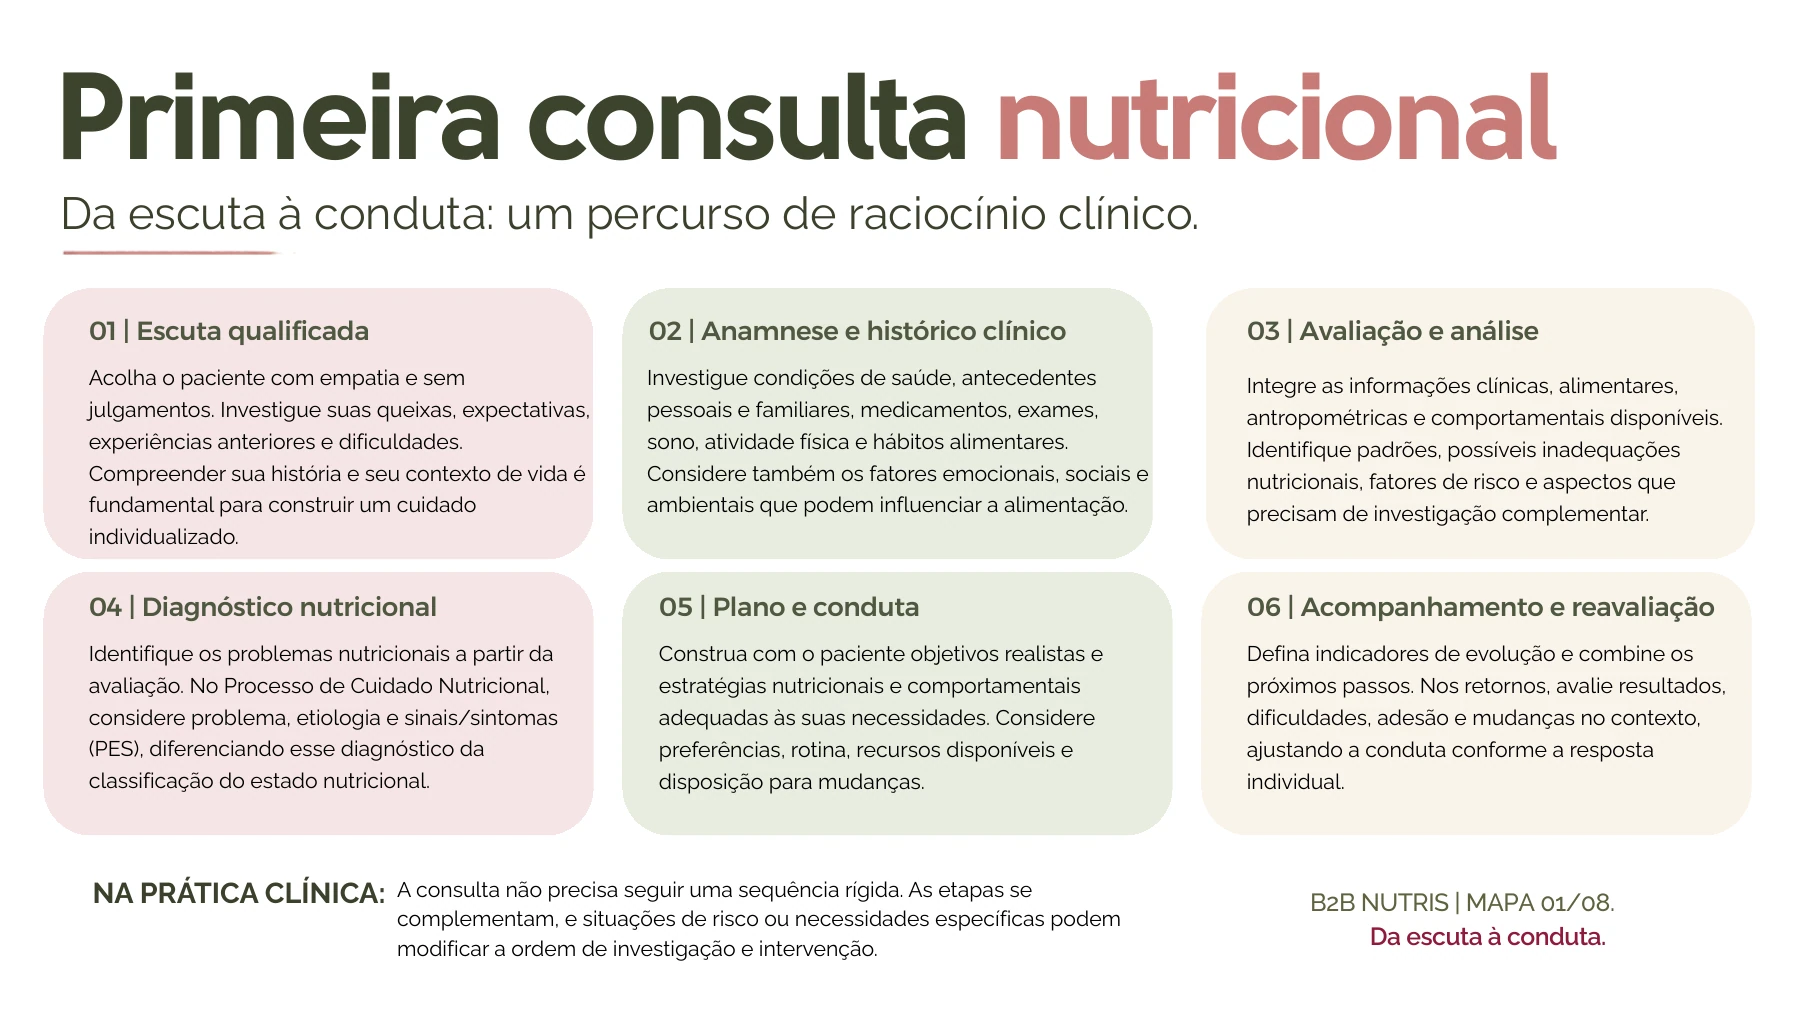 Primeira consulta nutricional
Da escuta à conduta: um percurso de raciocínio clínico.
01 | Escuta qualificada
Acolha o paciente com empatia e sem
julgamentos. Investigue suas queixas, expectativas,
experiências anteriores e dificuldades.
Compreender sua história e seu contexto de vida é
fundamental para construir um cuidado
individualizado.
02 | Anamnese e histórico clínico
Investigue condições de saúde, antecedentes
pessoais e familiares, medicamentos, exames,
sono, atividade física e hábitos alimentares.
Considere também os fatores emocionais, sociais e
ambientais que podem influenciar a alimentação.
03 | Avaliação e análise
Integre as informações clínicas, alimentares,
antropométricas e comportamentais disponíveis.
Identifique padrões, possíveis inadequações
nutricionais, fatores de risco e aspectos que
precisam de investigação complementar.
04 | Diagnóstico nutricional
Identifique os problemas nutricionais a partir da
avaliação. No Processo de Cuidado Nutricional,
considere problema, etiologia e sinais/sintomas
(PES), diferenciando esse diagnóstico da
classificação do estado nutricional.
05 | Plano e conduta
Construa com o paciente objetivos realistas e
estratégias nutricionais e comportamentais
adequadas às suas necessidades. Considere
preferências, rotina, recursos disponíveis e
disposição para mudanças.
06 | Acompanhamento e reavaliação
Defina indicadores de evolução e combine os
próximos passos. Nos retornos, avalie resultados,
dificuldades, adesão e mudanças no contexto,
ajustando a conduta conforme a resposta
individual.
NA PRÁTICA CLÍNICA: A consulta não precisa seguir uma sequência rígida. As etapas se
complementam, e situações de risco ou necessidades específicas podem
modificar a ordem de investigação e intervenção.
B2B NUTRIS | MAPA 01/08.
Da escuta à conduta.